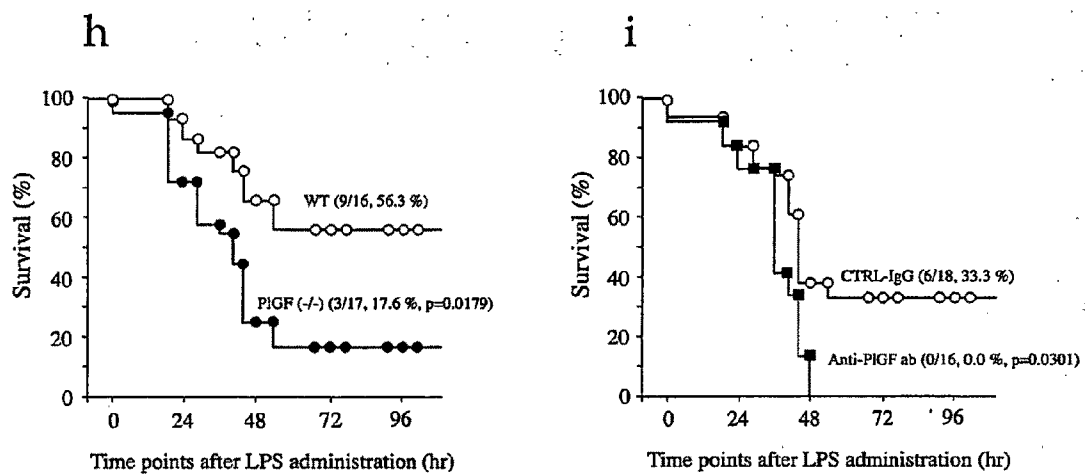 h
100
80
60
40
20
0
Survival (%)
WT (9/16, 56.3 %)
PlGF (-/-) (3/17, 17.6 %, p=0.0179)
0 24 48 72 96
Time points after LPS administration (hr)
i
100
80
60
40
20
0
Survival (%)
CTRL-IgG (6/18, 33.3 %)
Anti-PlGF ab (0/16, 0.0 %, p=0.0301)
0 24 48 72 96
Time points after LPS administration (hr)